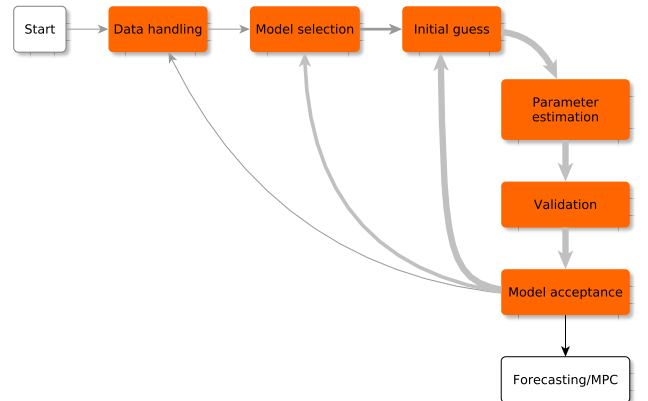 Start
Data handling
Model selection
Initial guess
Parameter
estimation
Validation
Model acceptance
Forecasting/MPC